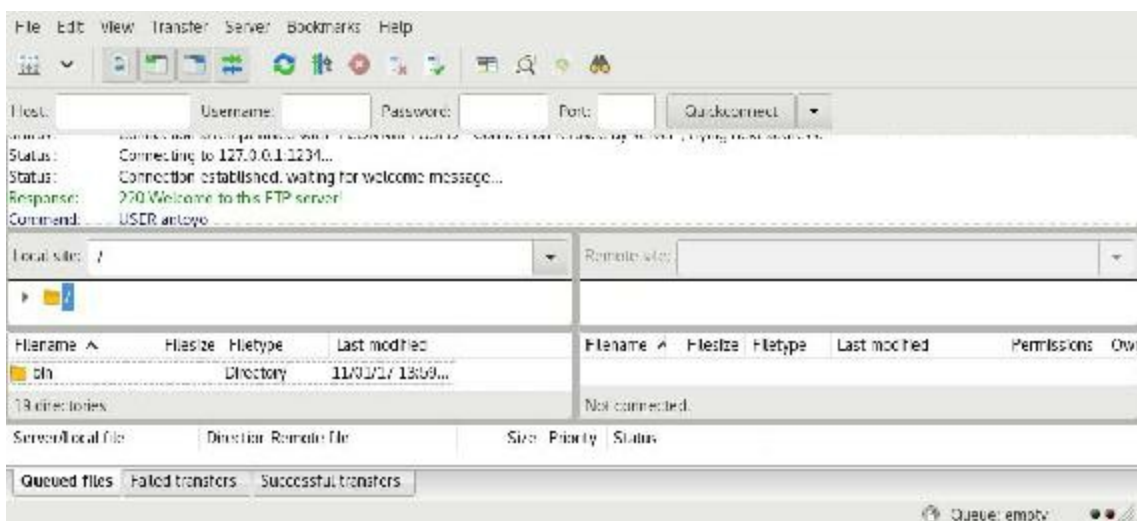 File Edit View Transfer Server Bookmarks Help
Host: Username: Password: Port: Quickconnect
Status: Connecting to 127.0.0.1:1234...
Status: Connection established, waiting for welcome message...
Response: 220 Welcome to this FTP server!
Command: USER antoyo
Local site: / Remote site:
/
Filename Filesize Filetype Last modified Filename Filesize Filetype Last modified Permissions Own
bin Directory
19 directories Not connected.
Server/Local file Direction Remote file Size Priority Status
Queued files Failed transfers Successful transfers
Queue: empty